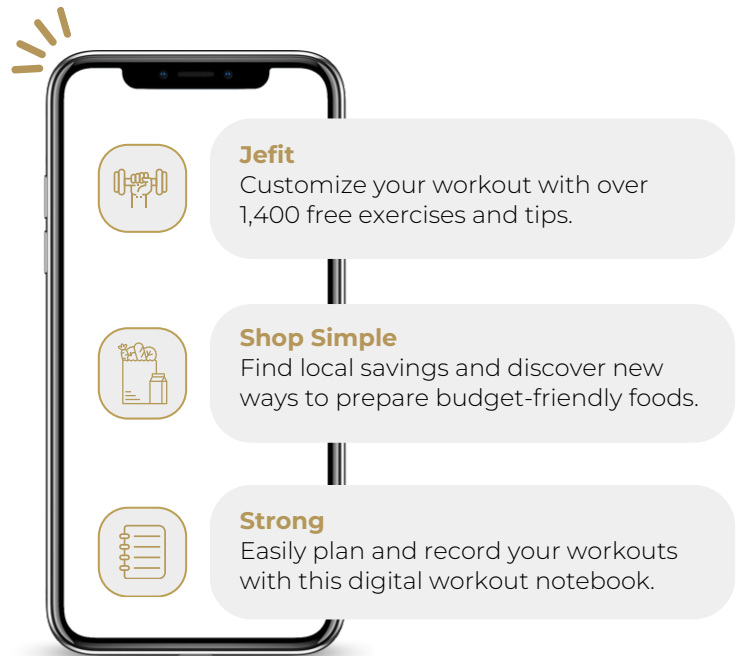 Jefit
Customize your workout with over
1,400 free exercises and tips.
Shop Simple
Find local savings and discover new
ways to prepare budget-friendly foods.
Strong
Easily plan and record your workouts
with this digital workout notebook.